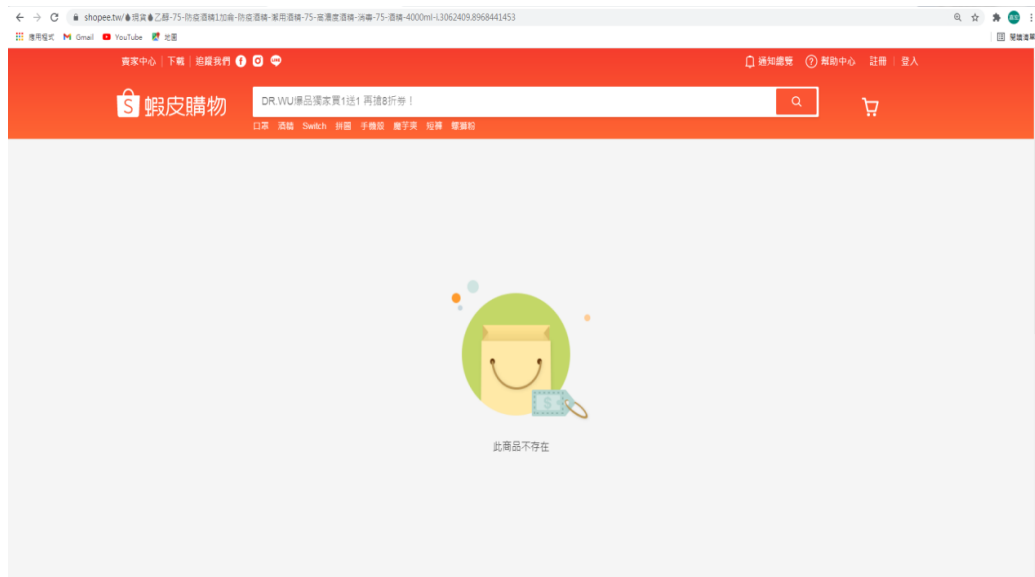 shopee.tw/💧現貨💧乙醇-75-防疫酒精1加侖-防疫酒精-潔用酒精-75-高濃度酒精-消毒-75-酒精-4000ml-i.3062409.8968441453
應用程式 Gmail YouTube 地圖 閱讀清單
賣家中心 | 下載 | 追蹤我們 通知總覽 幫助中心 註冊 | 登入
蝦皮購物 DR.WU爆品獨家買1送1 再搶8折券！
口罩 酒精 Switch 拼圖 手機殼 魔芋爽 短褲 螺螄粉
$
此商品不存在